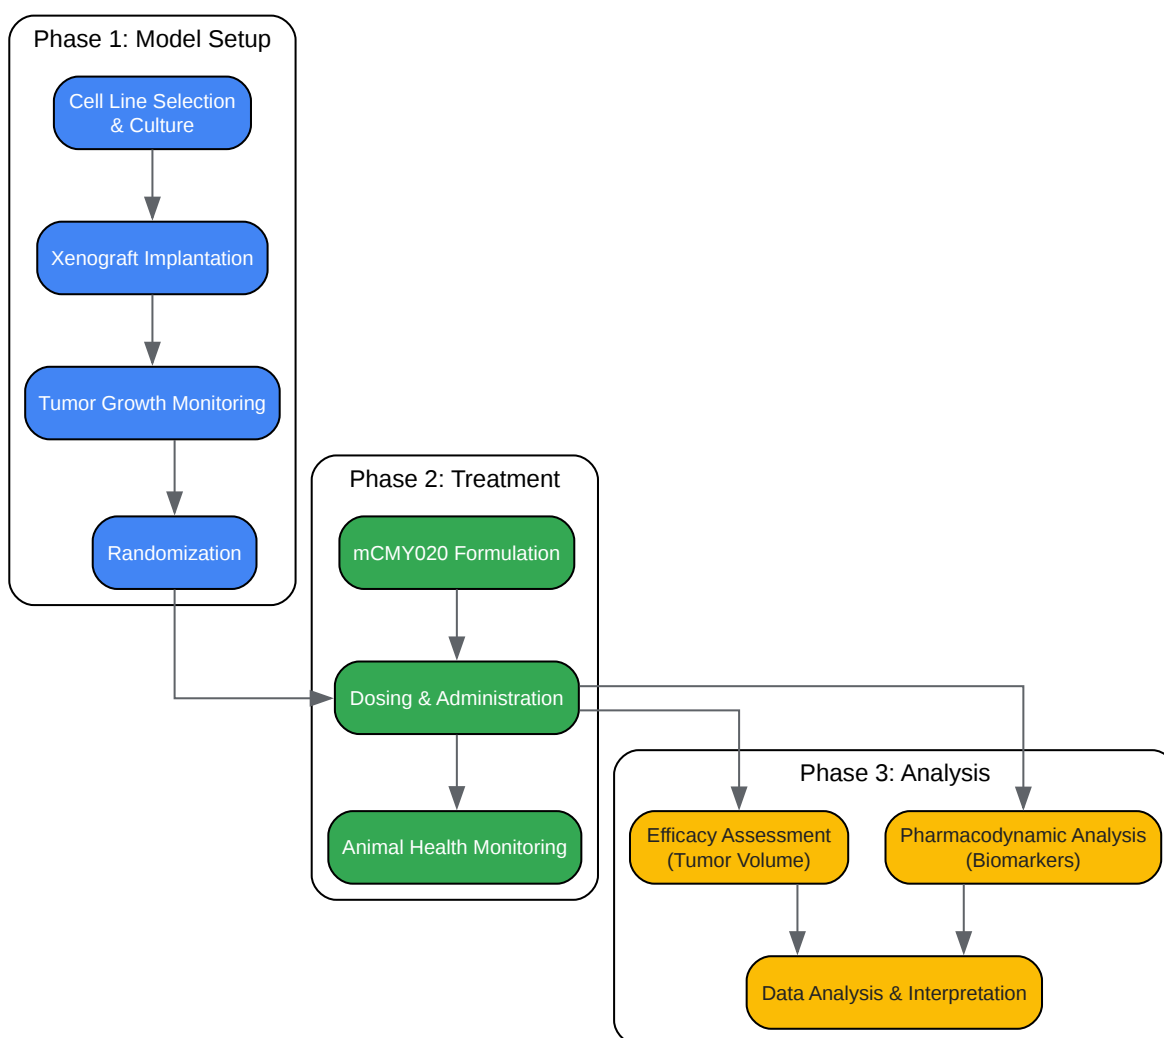 Phase 1: Model Setup
Cell Line Selection
& Culture
Xenograft Implantation
Tumor Growth Monitoring
Randomization
Phase 2: Treatment
mCMY020 Formulation
Dosing & Administration
Animal Health Monitoring
Phase 3: Analysis
Efficacy Assessment
(Tumor Volume)
Pharmacodynamic Analysis
(Biomarkers)
Data Analysis & Interpretation